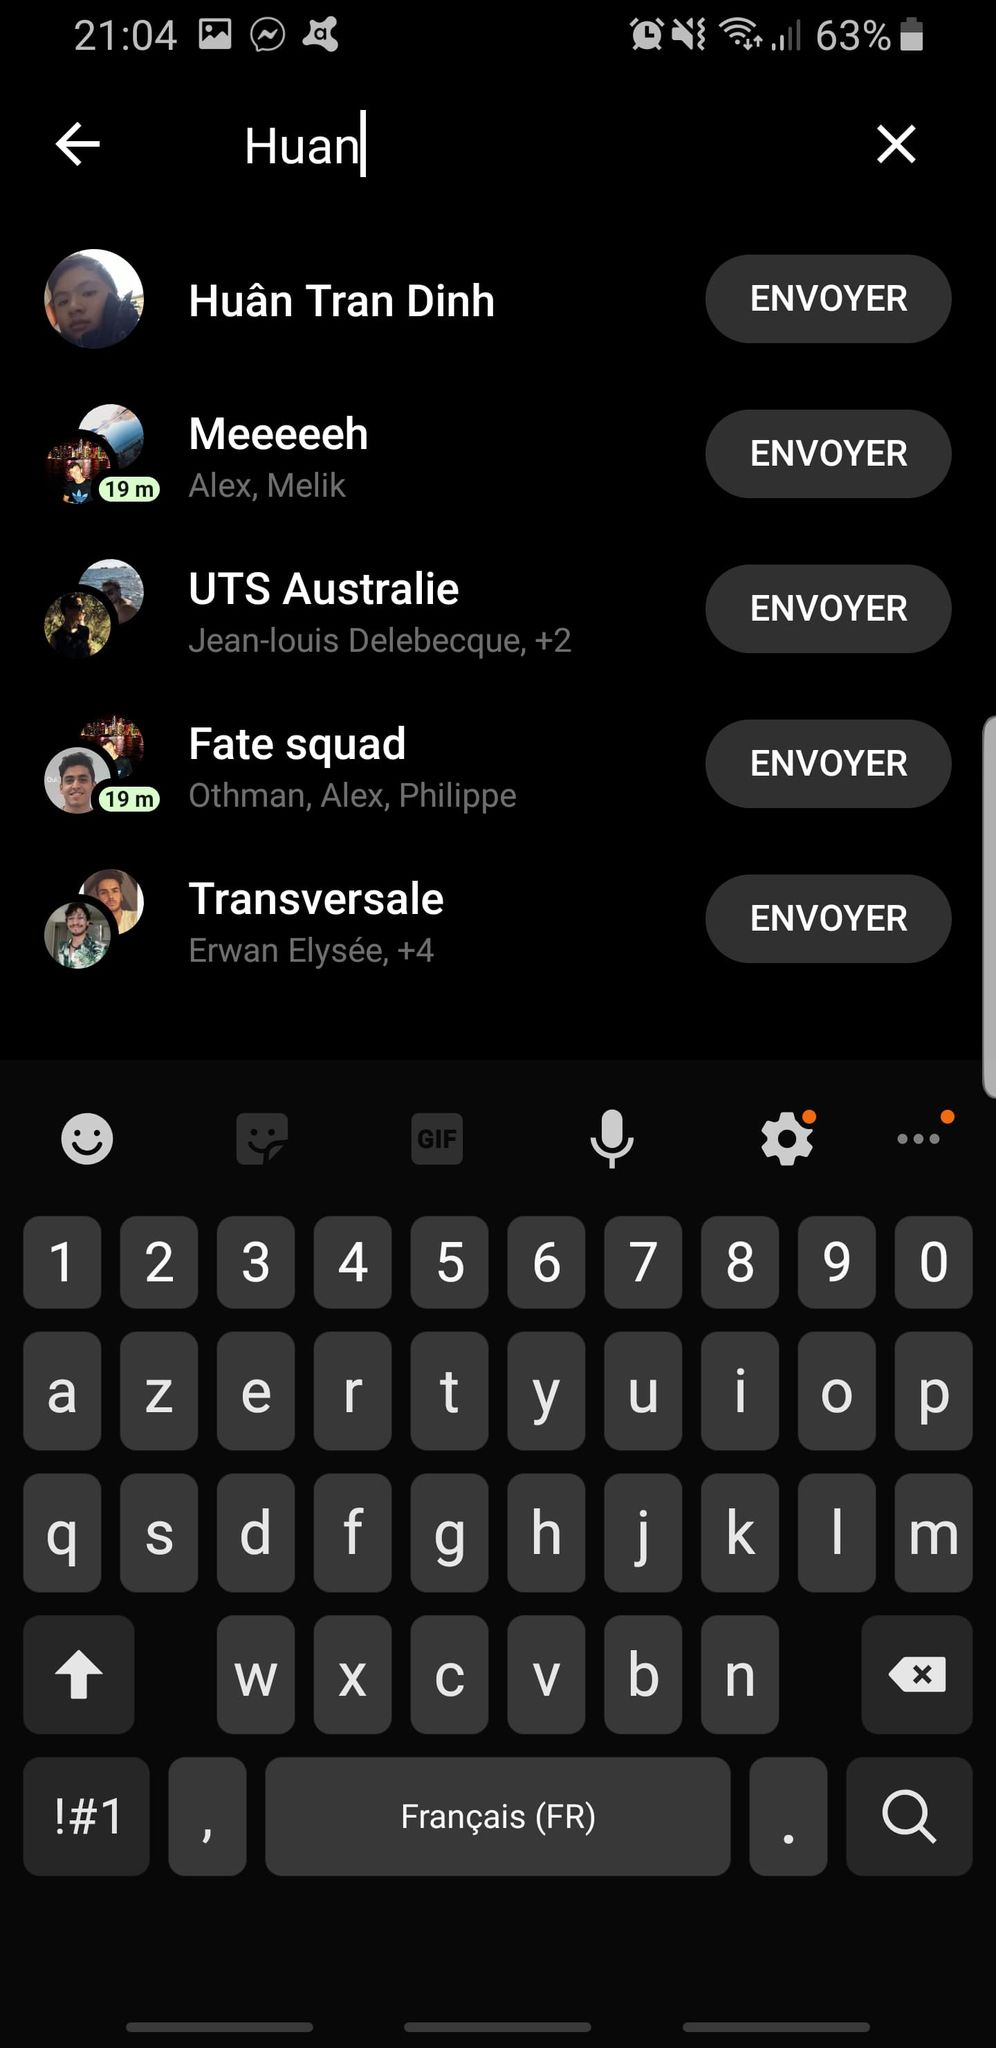 21:04 63%
Huan
Huân Tran Dinh ENVOYER
Meeeeeh ENVOYER
19 m Alex, Melik
UTS Australie ENVOYER
Jean-louis Delebecque, +2
Fate squad ENVOYER
19 m Othman, Alex, Philippe
Transversale ENVOYER
Erwan Elysée, +4
GIF
1 2 3 4 5 6 7 8 9 0
a z e r t y u i o p
q s d f g h j k l m
w x c v b n
!#1 , Français (FR) .